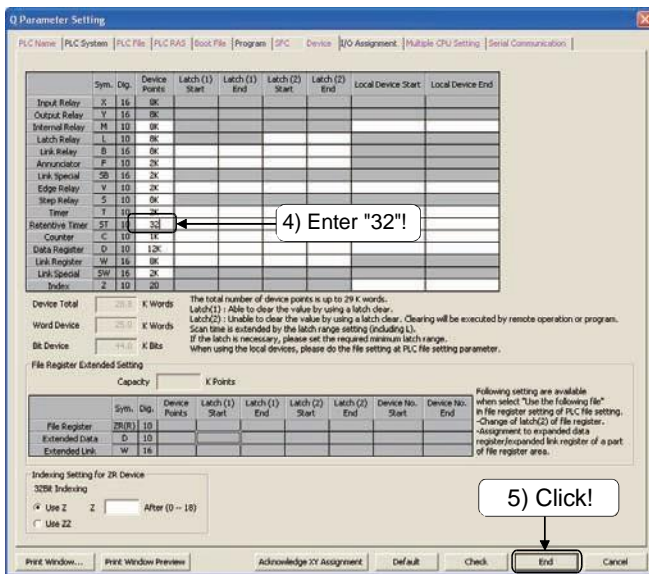 Q Parameter Setting
PLC Name PLC System PLC File PLC RAS Boot File Program SFC Device I/O Assignment Multiple CPU Setting Serial Communication
Sym. Dig. Device Points Latch (1) Start Latch (1) End Latch (2) Start Latch (2) End Local Device Start Local Device End
Input Relay X 16 8K
Output Relay Y 16 8K
Internal Relay M 10 8K
Latch Relay L 10 8K
Link Relay B 16 8K
Annunciator F 10 2K
Link Special SB 16 2K
Edge Relay V 10 2K
Step Relay S 10 8K
Timer T 10 2K
Retentive Timer ST 10 32
4) Enter "32"!
Counter C 10 1K
Data Register D 10 12K
Link Register W 16 8K
Link Special SW 16 2K
Index Z 10 20
Device Total 28.8 K Words
Word Device 25.0 K Words
Bit Device 44.0 K Bits
The total number of device points is up to 29 K words.
Latch(1) : Able to clear the value by using a latch clear.
Latch(2) : Unable to clear the value by using a latch clear. Clearing will be executed by remote operation or program.
Scan time is extended by the latch range setting (including L).
If the latch is necessary, please set the required minimum latch range.
When using the local devices, please do the file setting at PLC file setting parameter.
File Register Extended Setting
Capacity K Points
Sym. Dig. Device Points Latch (1) Start Latch (1) End Latch (2) Start Latch (2) End Device No. Start Device No. End
File Register ZR(R) 10
Extended Data D 10
Extended Link W 16
Following setting are available
when select "Use the following file"
in file register setting of PLC file setting.
-Change of latch(2) of file register.
-Assignment to expanded data
register/expanded link register of a part
of file register area.
Indexing Setting for ZR Device
32Bit Indexing
Use Z Z After (0 -- 18)
Use ZZ
5) Click!
Print Window... Print Window Preview Acknowledge XY Assignment Default Check End Cancel